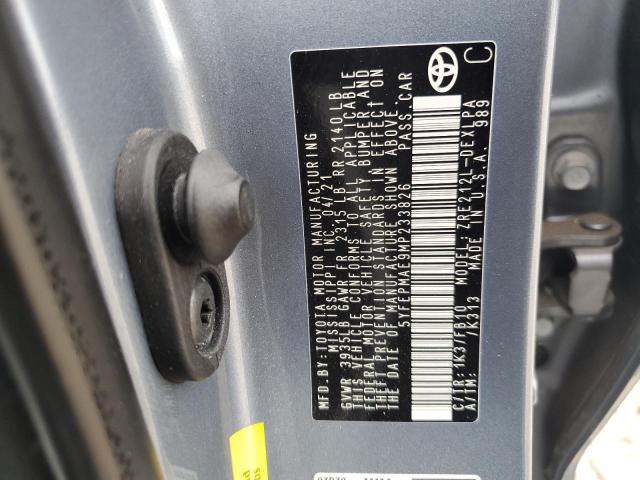 MFD.BY: TOYOTA MOTOR MANUFACTURING
MISSISSIPPI INC. 04/21
GVWR 3935LB GAWR FR 2315 LB RR 2140 LB
THIS VEHICLE CONFORMS TO ALL APPLICABLE
FEDERAL MOTOR VEHICLE SAFETY, BUMPER AND
THEFT PREVENTION STANDARDS IN EFFECT ON
THE DATE OF MANUFACTURE SHOWN ABOVE.
5YFEPMAE9MP233826 PASS.CAR
C/TR: 1K3/FB10 MODEL: ZRE212L-DEXLPA
A/TM: /K313 MADE IN U.S.A. 989
C